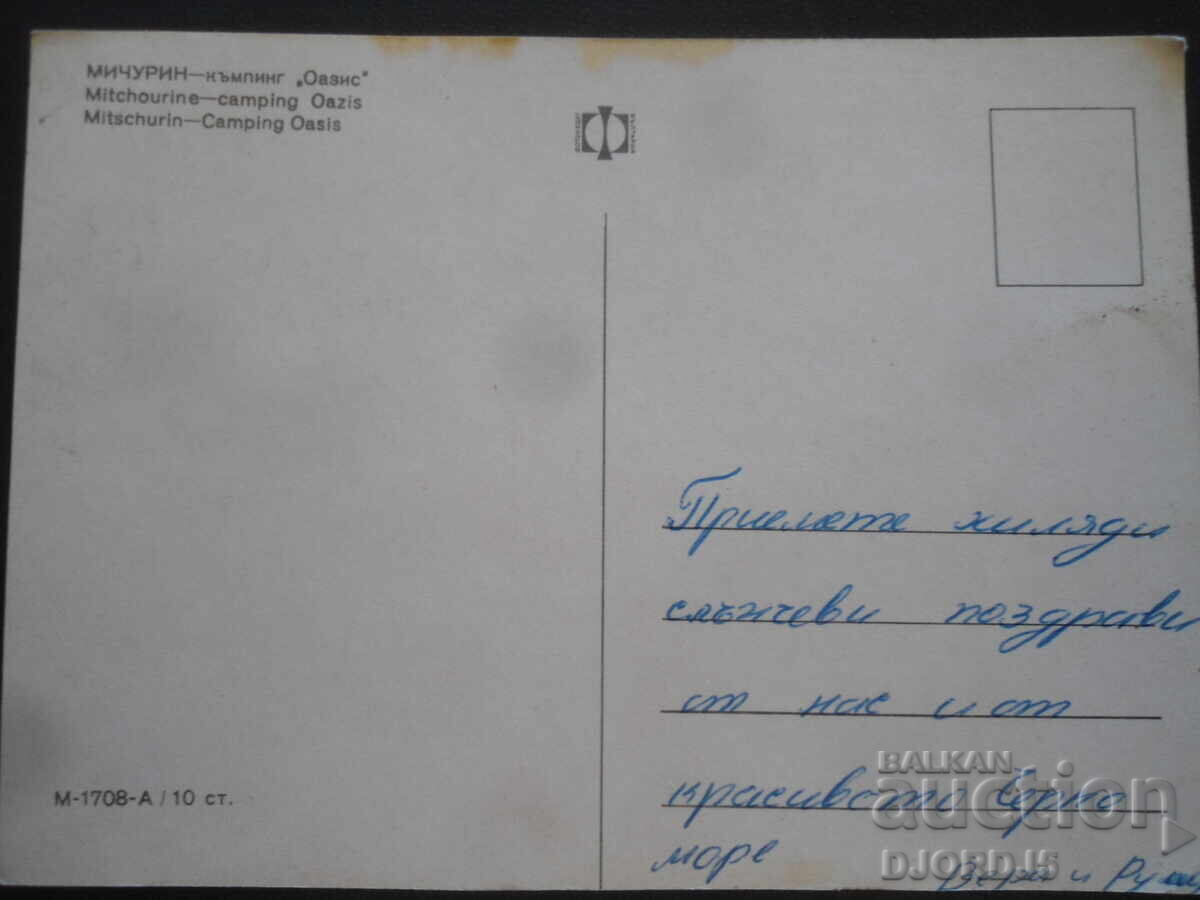 МИЧУРИН—къмпинг „Оазис"
Mitchourine—camping Oazis
Mitschurin—Camping Oasis
Приемете хиляди
слънчеви поздрави
от нас и от
красивото Черно
море
Вера и
М-1708-А / 10 ст.
BALKAN
auction
DJORDJ5